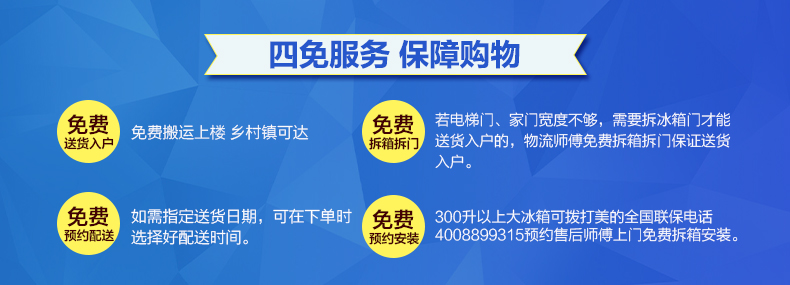 四免服务 保障购物
免费
送货入户
免费搬运上楼 乡村镇可达
免费
拆箱拆门
若电梯门、家门宽度不够，需要拆冰箱门才能
送货入户的，物流师傅免费拆箱拆门保证送货
入户。
免费
预约配送
如需指定送货日期，可在下单时
选择好配送时间。
免费
预约安装
300升以上大冰箱可拨打美的全国联保电话
4008899315预约售后师傅上门免费拆箱安装。